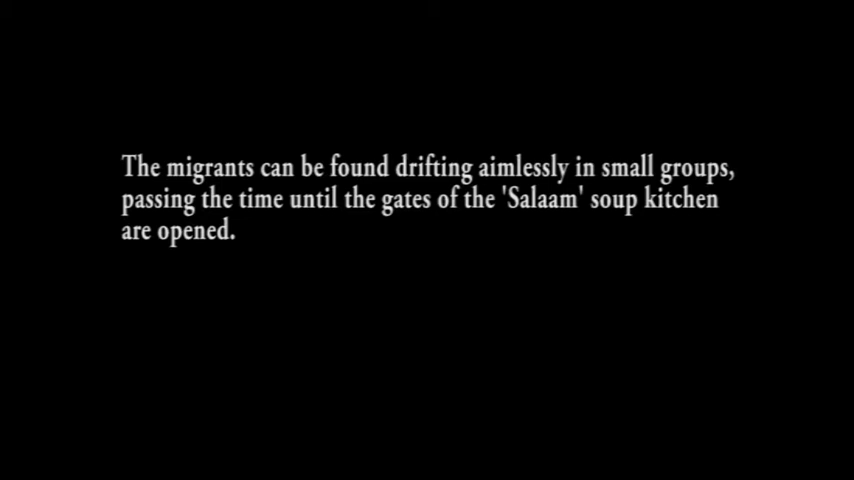 The migrants can be found drifting aimlessly in small groups,
passing the time until the gates of the 'Salaam' soup kitchen
are opened.